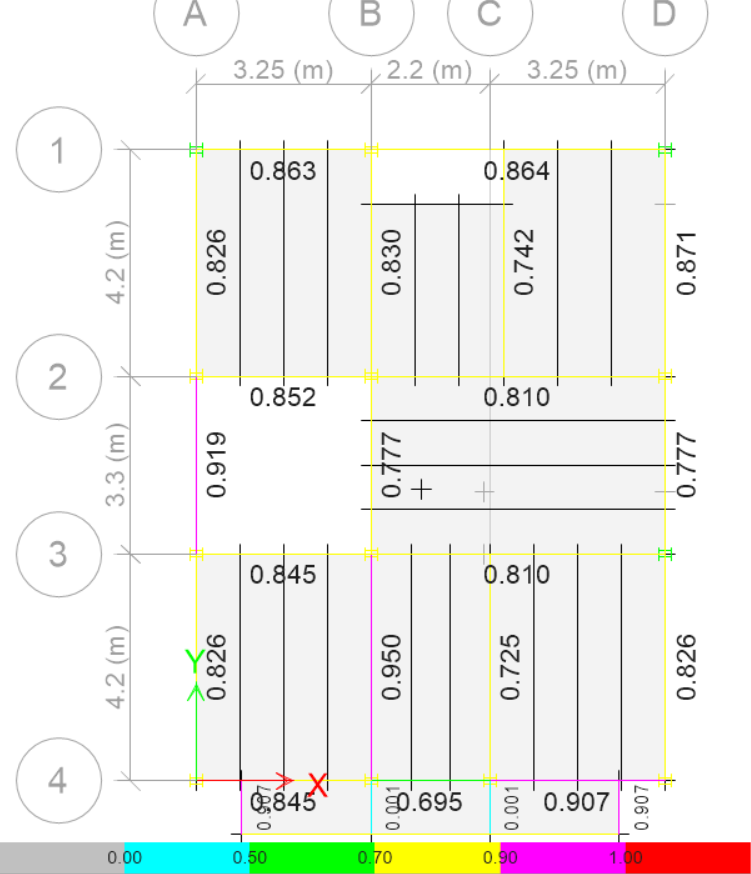 A B C D
3.25 (m) 2.2 (m) 3.25 (m)
1
0.863 0.864
4.2 (m) 0.826 0.830 0.742 0.871
2
0.852 0.810
3.3 (m) 0.919 0.777 0.777
3
0.845 0.810
4.2 (m) 0.826 0.950 0.725 0.826
Y
X
4
0.907 0.845 0.001 0.695 0.001 0.907 0.907
0.00 0.50 0.70 0.90 1.00